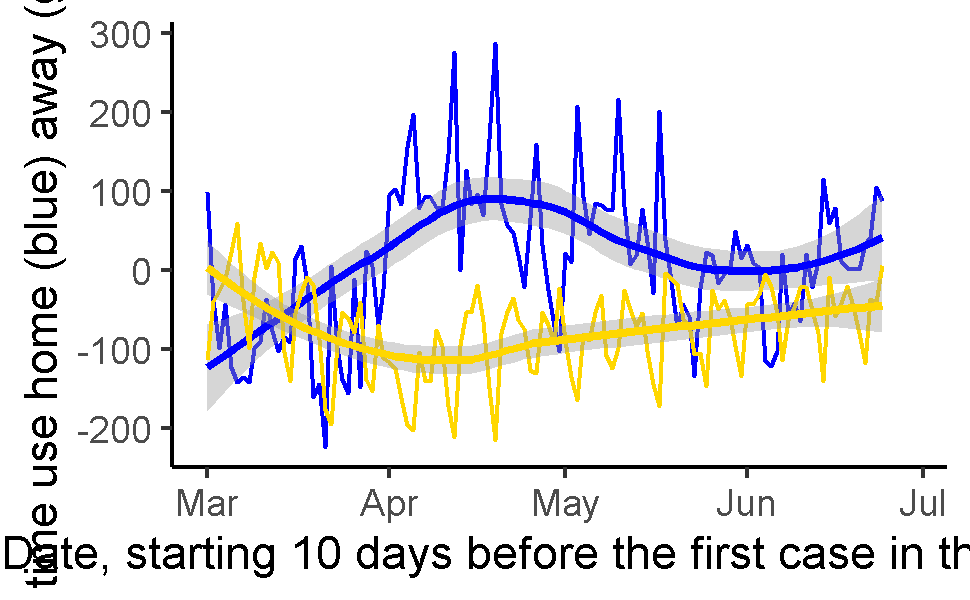 time use home (blue) away (
300
200
100
0
-100
-200
Mar Apr May Jun Jul
Date, starting 10 days before the first case in th